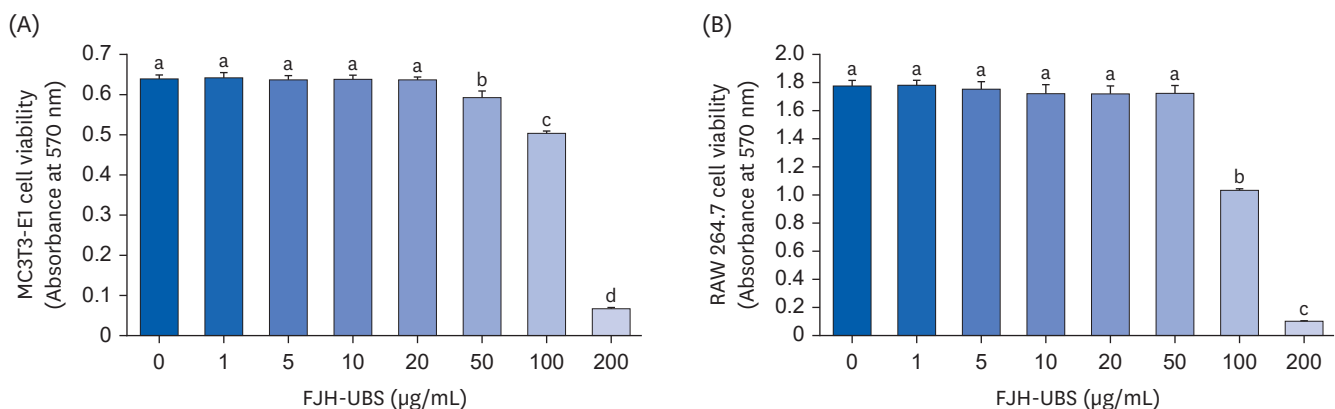 (A)
MC3T3-E1 cell viability
(Absorbance at 570 nm)
0.7
0.6
0.5
0.4
0.3
0.2
0.1
0
a a a a a b c d
0 1 5 10 20 50 100 200
FJH-UBS (µg/mL)
(B)
RAW 264.7 cell viability
(Absorbance at 570 nm)
2.0
1.8
1.6
1.4
1.2
1.0
0.8
0.6
0.4
0.2
0
a a a a a a b c
0 1 5 10 20 50 100 200
FJH-UBS (µg/mL)